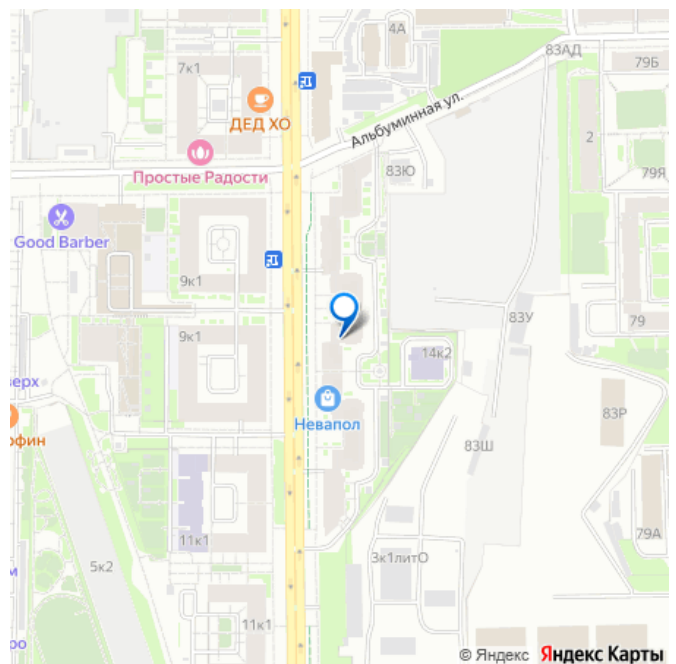 4А
83АД
79Б
7к1
ДЕД ХО
Альбуминная ул.
2
Простые Радости
83Ю
79Я
Good Barber
9к1
83У
79
9к1
14к2
ерх
Невапол
83Р
фин
83Ш
11к1
79А
3к1литО
5к2
м
11к1
ро
© Яндекс Яндекс Карты